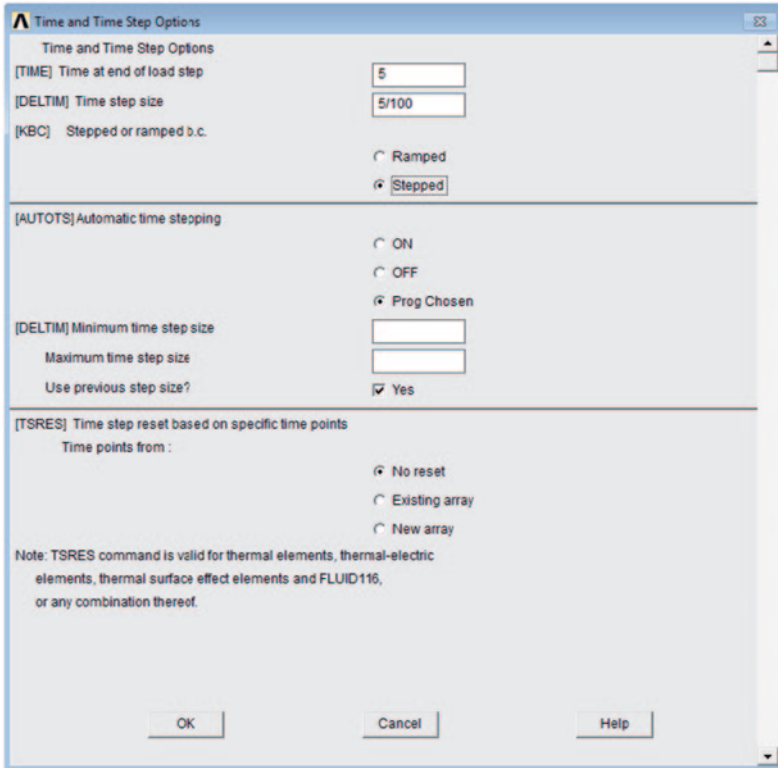 Time and Time Step Options
Time and Time Step Options
[TIME] Time at end of load step 5
[DELTIM] Time step size 5/100
[KBC] Stepped or ramped b.c.
Ramped
Stepped
[AUTOTS] Automatic time stepping
ON
OFF
Prog Chosen
[DELTIM] Minimum time step size
Maximum time step size
Use previous step size? Yes
[TSRES] Time step reset based on specific time points
Time points from :
No reset
Existing array
New array
Note: TSRES command is valid for thermal elements, thermal-electric
elements, thermal surface effect elements and FLUID116,
or any combination thereof.
OK Cancel Help